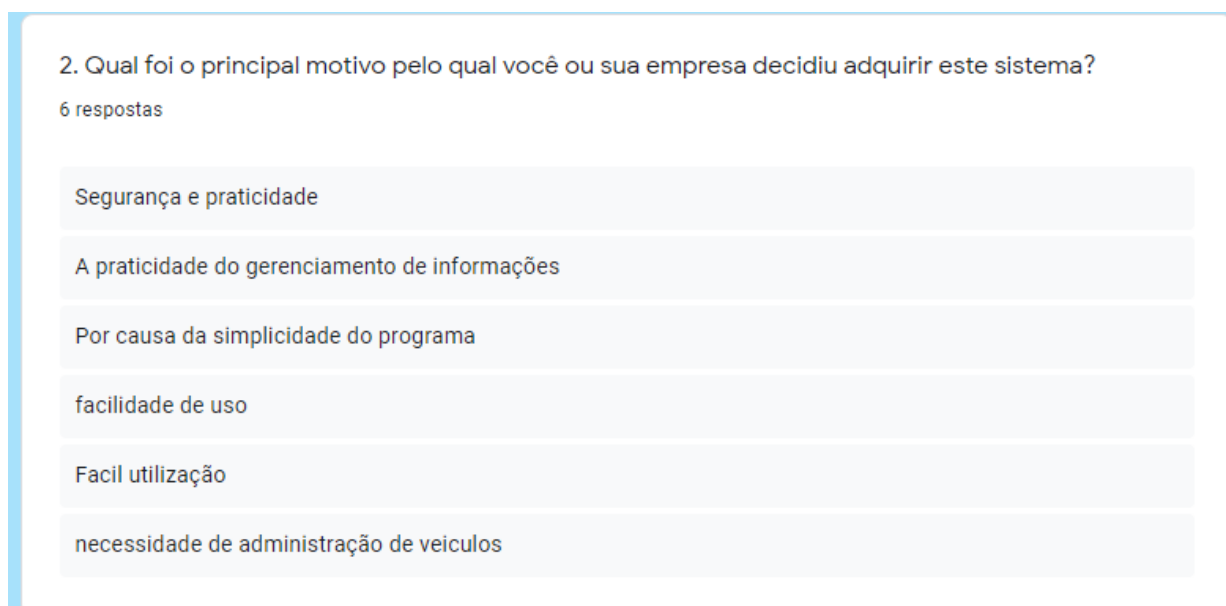 2. Qual foi o principal motivo pelo qual você ou sua empresa decidiu adquirir este sistema?
6 respostas
Segurança e praticidade
A praticidade do gerenciamento de informações
Por causa da simplicidade do programa
facilidade de uso
Facil utilização
necessidade de administração de veiculos